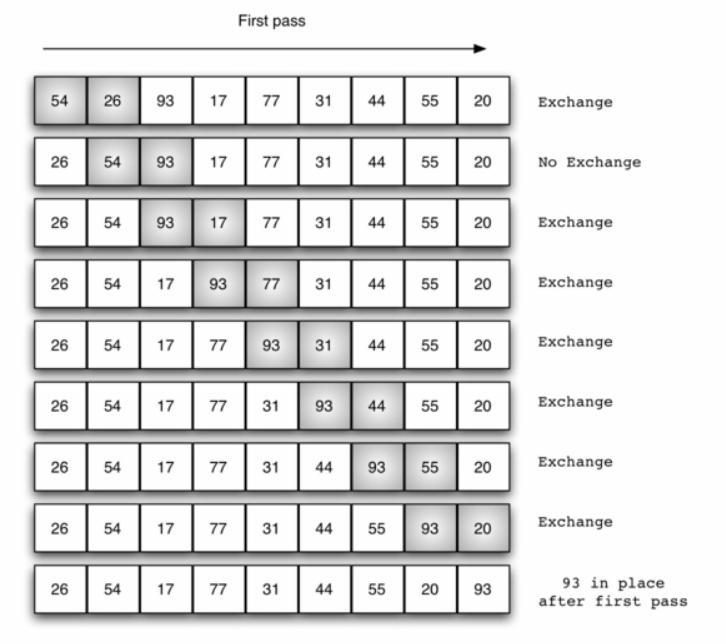 First pass
54 26 93 17 77 31 44 55 20 Exchange
26 54 93 17 77 31 44 55 20 No Exchange
26 54 93 17 77 31 44 55 20 Exchange
26 54 17 93 77 31 44 55 20 Exchange
26 54 17 77 93 31 44 55 20 Exchange
26 54 17 77 31 93 44 55 20 Exchange
26 54 17 77 31 44 93 55 20 Exchange
26 54 17 77 31 44 55 93 20 Exchange
26 54 17 77 31 44 55 20 93 93 in place
after first pass